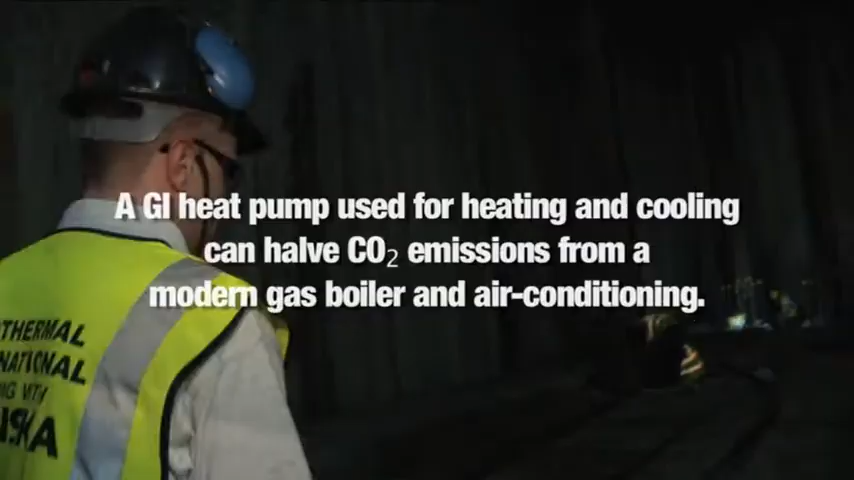 A GI heat pump used for heating and cooling
can halve CO₂ emissions from a
modern gas boiler and air-conditioning.
THERMAL
NATIONAL